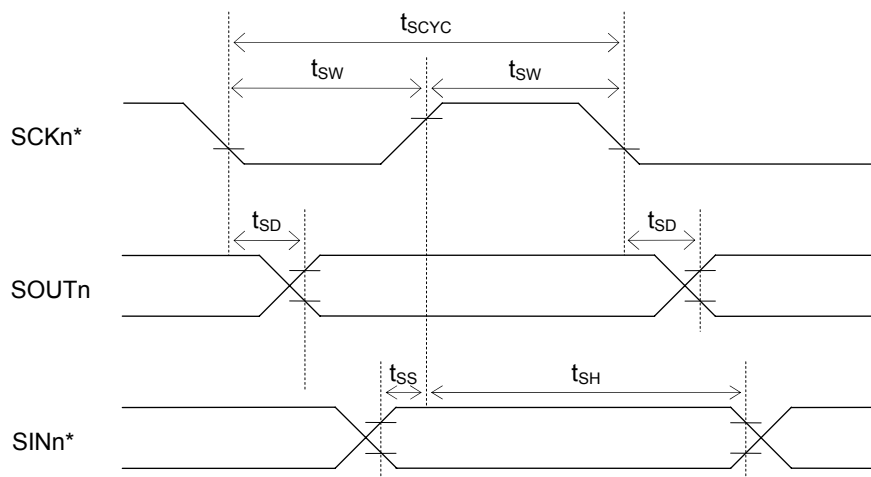 tSCYC
tSW tSW
SCKn*
tSD tSD
SOUTn
tSS tSH
SINn*